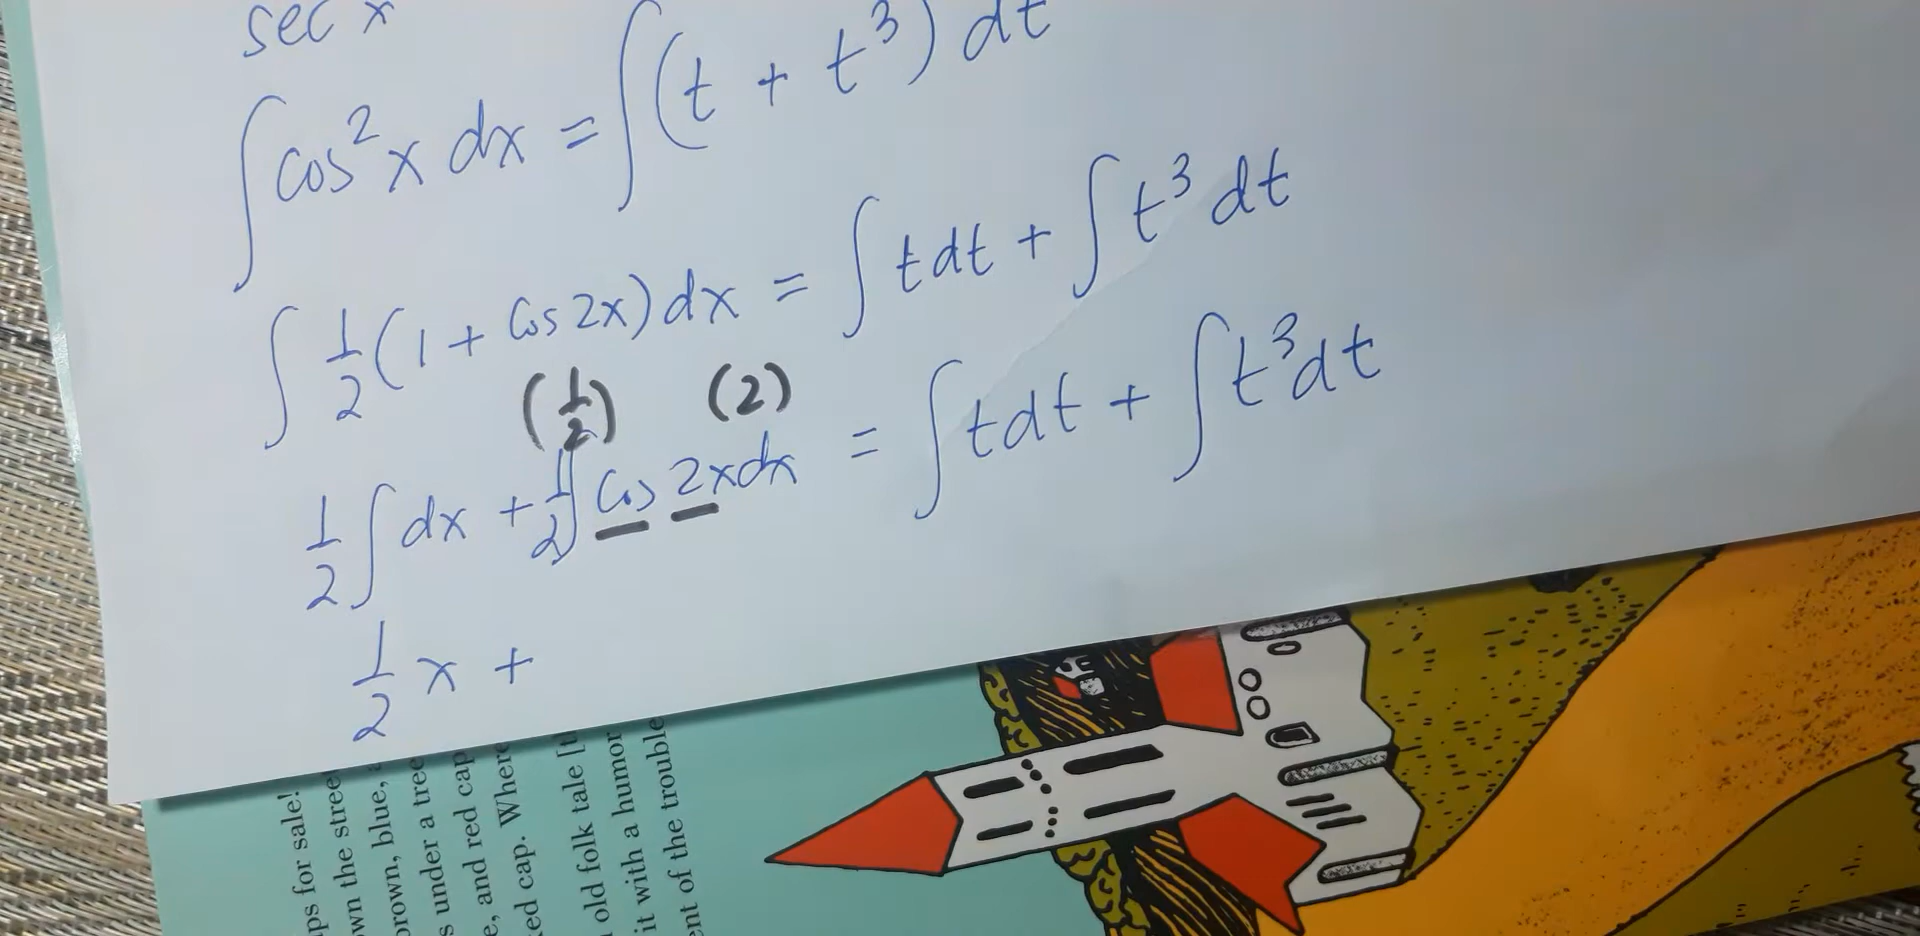 sec x
∫cos²x dx = ∫(t + t³) dt
∫ 1/2 (1 + Cos 2x) dx = ∫ t dt + ∫ t³ dt
(1/2) (2)
1/2 ∫ dx + 1/2 ∫ Cos 2x dx = ∫ t dt + ∫ t³ dt
1/2 x +
ps for sale!
wn the stree
brown, blue,
s under a tree
e, and red cap
ked cap. Where
old folk tale [t
it with a humor
ent of the trouble